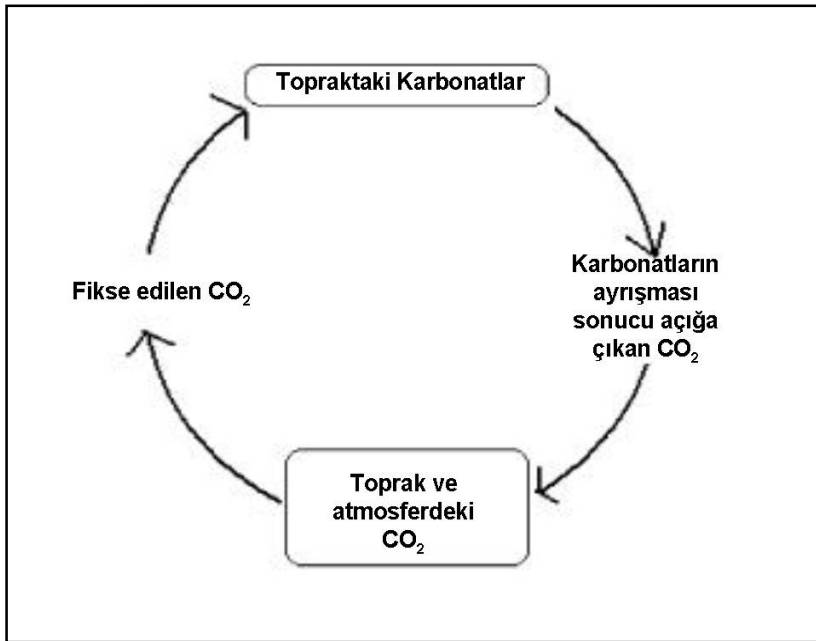 Topraktaki Karbonatlar
Karbonatların
ayrışması
sonucu açığa
çıkan CO₂
Fikse edilen CO₂
Toprak ve
atmosferdeki
CO₂